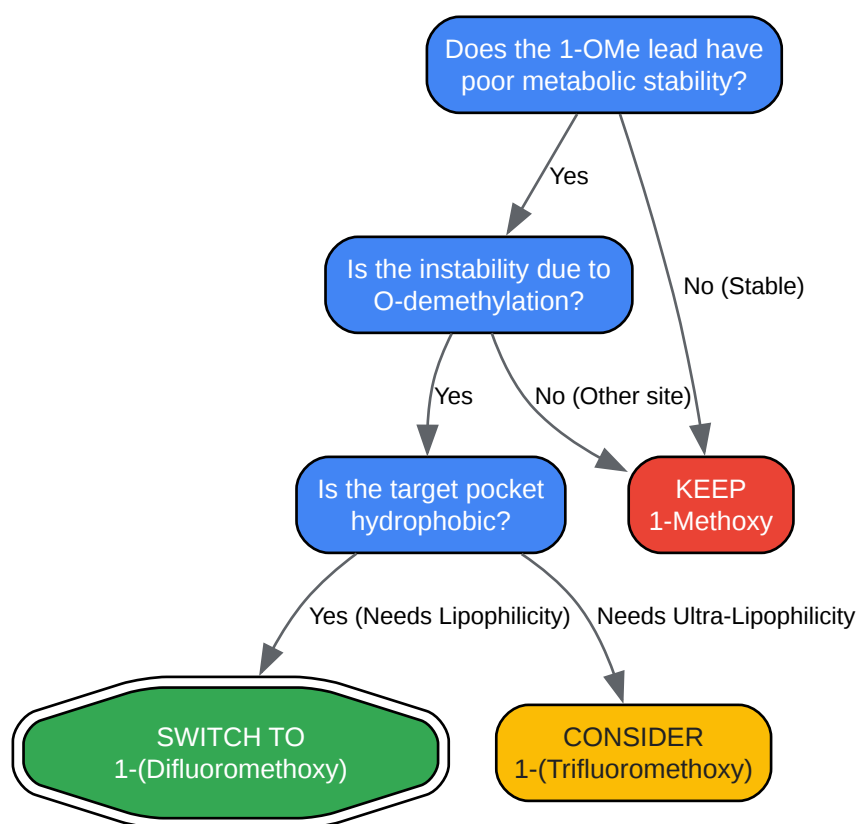 Does the 1-OMe lead have
poor metabolic stability?
Yes
No (Stable)
Is the instability due to
O-demethylation?
Yes
No (Other site)
Is the target pocket
hydrophobic?
KEEP
1-Methoxy
Yes (Needs Lipophilicity)
Needs Ultra-Lipophilicity
SWITCH TO
1-(Difluoromethoxy)
CONSIDER
1-(Trifluoromethoxy)